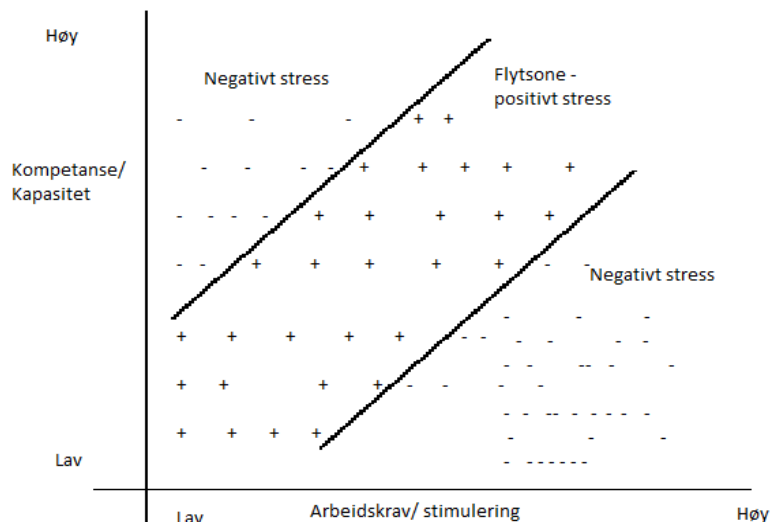 Høy
Negativt stress
Flytsone -
positivt stress
Kompetanse/
Kapasitet
Negativt stress
Lav
Lav
Arbeidskrav/ stimulering
Høy